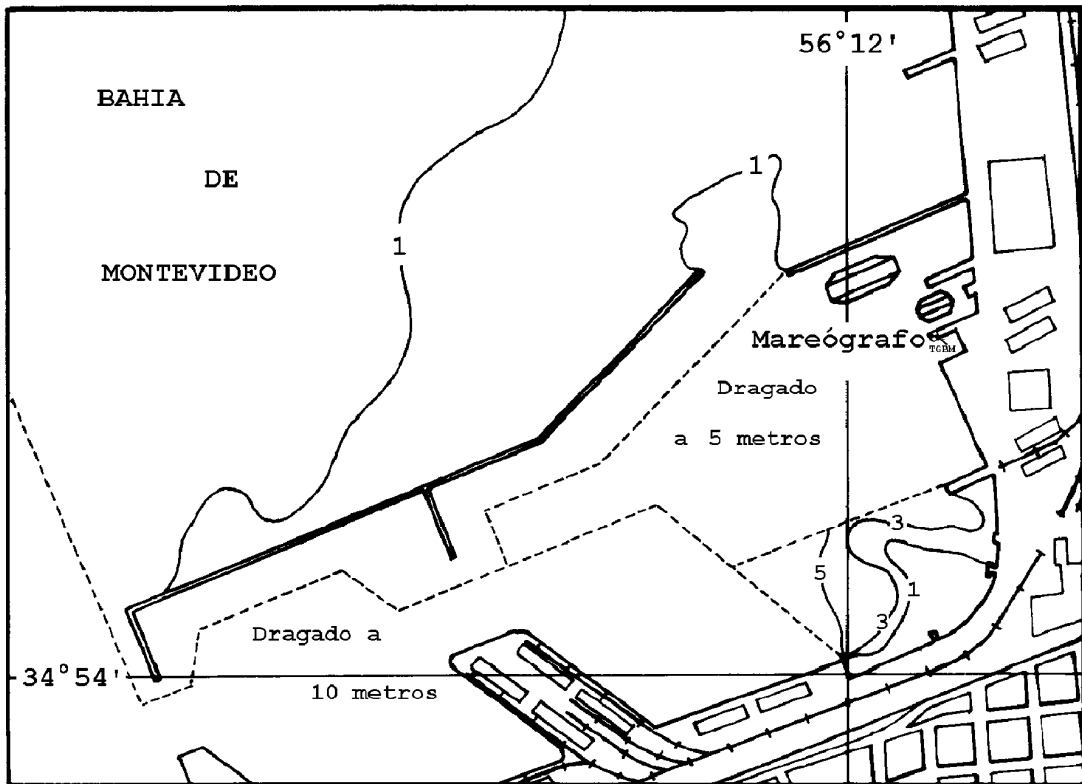 56°12'
BAHIA
DE
MONTEVIDEO
1
1
Mareógrafo
TGBM
Dragado
a 5 metros
3
5
1
3
Dragado a
10 metros
34°54'